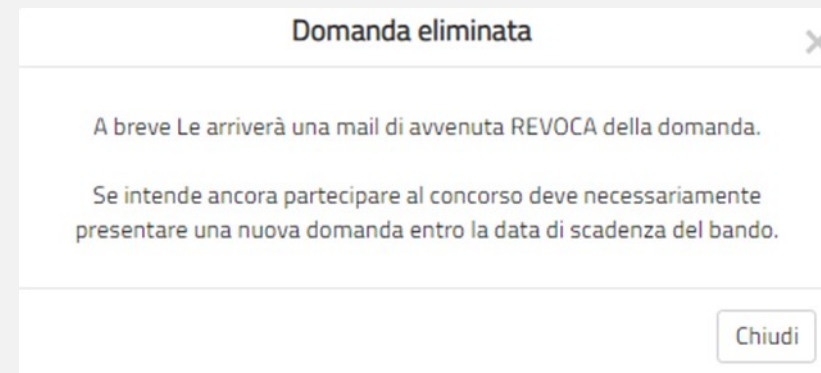 Domanda eliminata
A breve Le arriverà una mail di avvenuta REVOCA della domanda.
Se intende ancora partecipare al concorso deve necessariamente
presentare una nuova domanda entro la data di scadenza del bando.
Chiudi